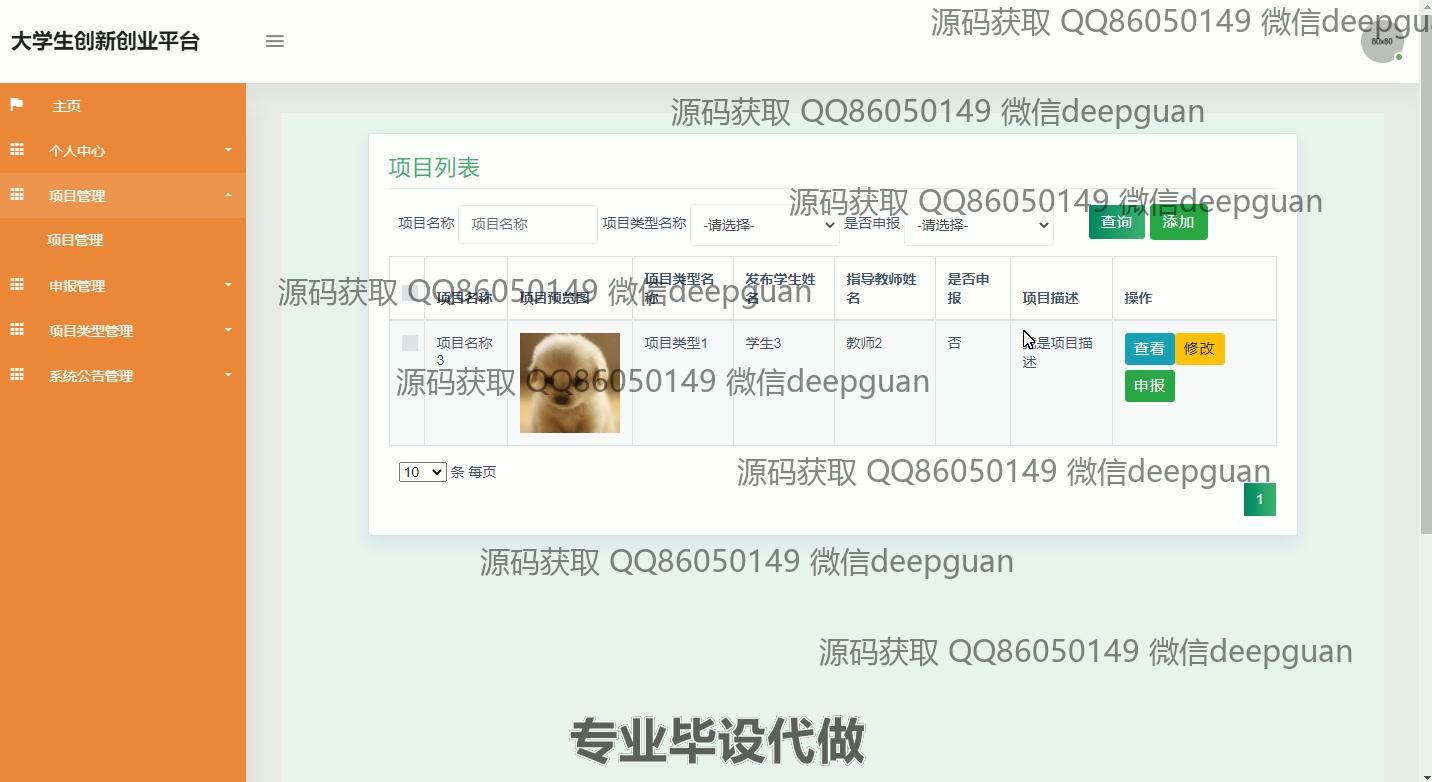 源码获取 QQ86050149 微信deepgu
大学生创新创业平台
80x80
源码获取 QQ86050149 微信deepguan
主页
个人中心
项目管理
项目管理
申报管理
项目类型管理
系统公告管理
项目列表
源码获取 QQ86050149 微信deepguan
项目名称 项目名称 项目类型名称 -请选择- 是否申报 -请选择- 查询 添加
源码获取 QQ86050149 微信deepguan
项目名称 项目预览图 项目类型名称 发布学生姓名 指导教师姓名 是否申报 项目描述 操作
项目名称3 项目类型1 学生3 教师2 否 是项目描述 查看 修改
申报
源码获取 QQ86050149 微信deepguan
10 条 每页
源码获取 QQ86050149 微信deepguan
1
源码获取 QQ86050149 微信deepguan
源码获取 QQ86050149 微信deepguan
专业毕设代做